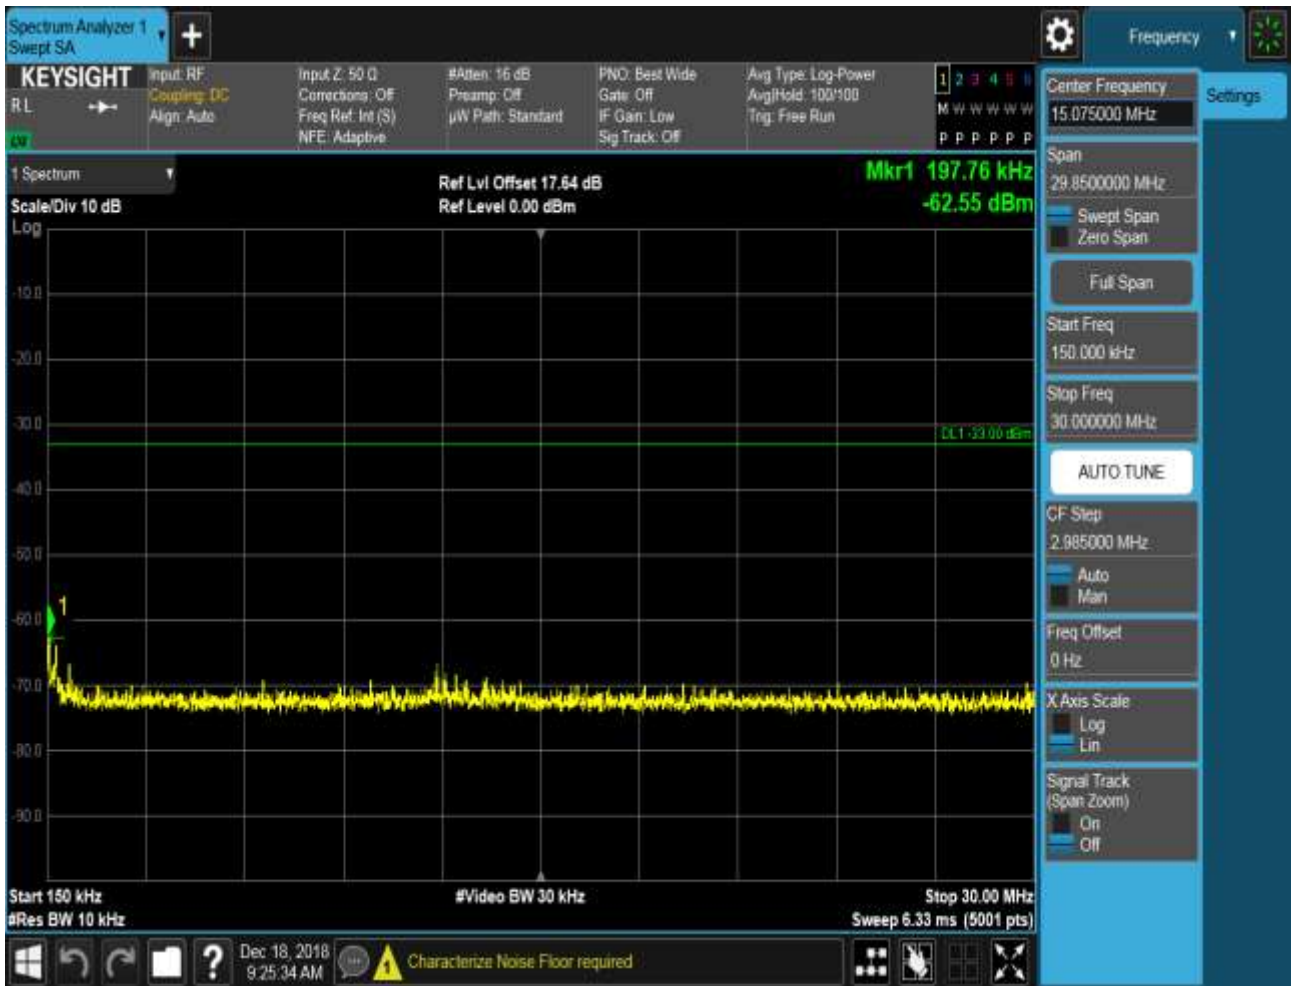 Spectrum Analyzer 1
Swept SA
Frequency
KEYSIGHT
RL
Input: RF
Coupling: DC
Align: Auto
Input Z: 50 Ω
Corrections: Off
Freq Ref: Int (S)
NFE: Adaptive
#Atten: 16 dB
Preamp: Off
µW Path: Standard
PNO: Best Wide
Gate: Off
IF Gain: Low
Sig Track: Off
Avg Type: Log-Power
Avg|Hold: 100/100
Trig: Free Run
1 2 3 4 5 6
M W W W W W
P P P P P P
1 Spectrum
Scale/Div 10 dB
Ref Lvl Offset 17.64 dB
Ref Level 0.00 dBm
Mkr1 197.76 kHz
-62.55 dBm
Log
-10.0
-20.0
-30.0
DL1 -33.00 dBm
-40.0
-50.0
1
-60.0
-70.0
-80.0
-90.0
Start 150 kHz
#Video BW 30 kHz
Stop 30.00 MHz
#Res BW 10 kHz
Sweep 6.33 ms (5001 pts)
Center Frequency
15.075000 MHz
Settings
Span
29.8500000 MHz
Swept Span
Zero Span
Full Span
Start Freq
150.000 kHz
Stop Freq
30.000000 MHz
AUTO TUNE
CF Step
2.985000 MHz
Auto
Man
Freq Offset
0 Hz
X Axis Scale
Log
Lin
Signal Track
(Span Zoom)
On
Off
?
Dec 18, 2018
9:25:34 AM
1
Characterize Noise Floor required